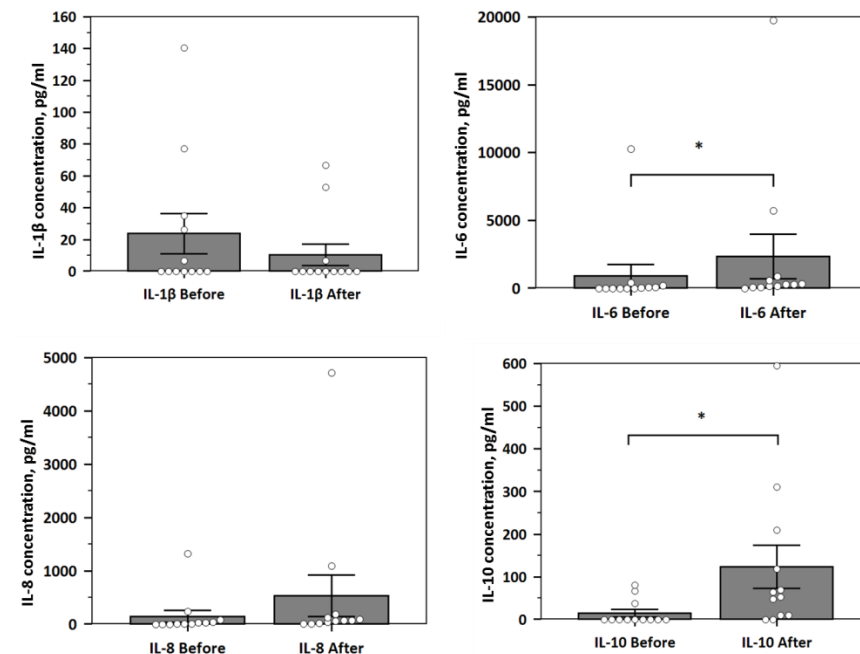 IL-1β concentration, pg/ml
160
140
120
100
80
60
40
20
0
IL-1β Before
IL-1β After
IL-6 concentration, pg/ml
20000
15000
10000
5000
0
*
IL-6 Before
IL-6 After
IL-8 concentration, pg/ml
5000
4000
3000
2000
1000
0
IL-8 Before
IL-8 After
IL-10 concentration, pg/ml
600
500
400
300
200
100
0
*
IL-10 Before
IL-10 After